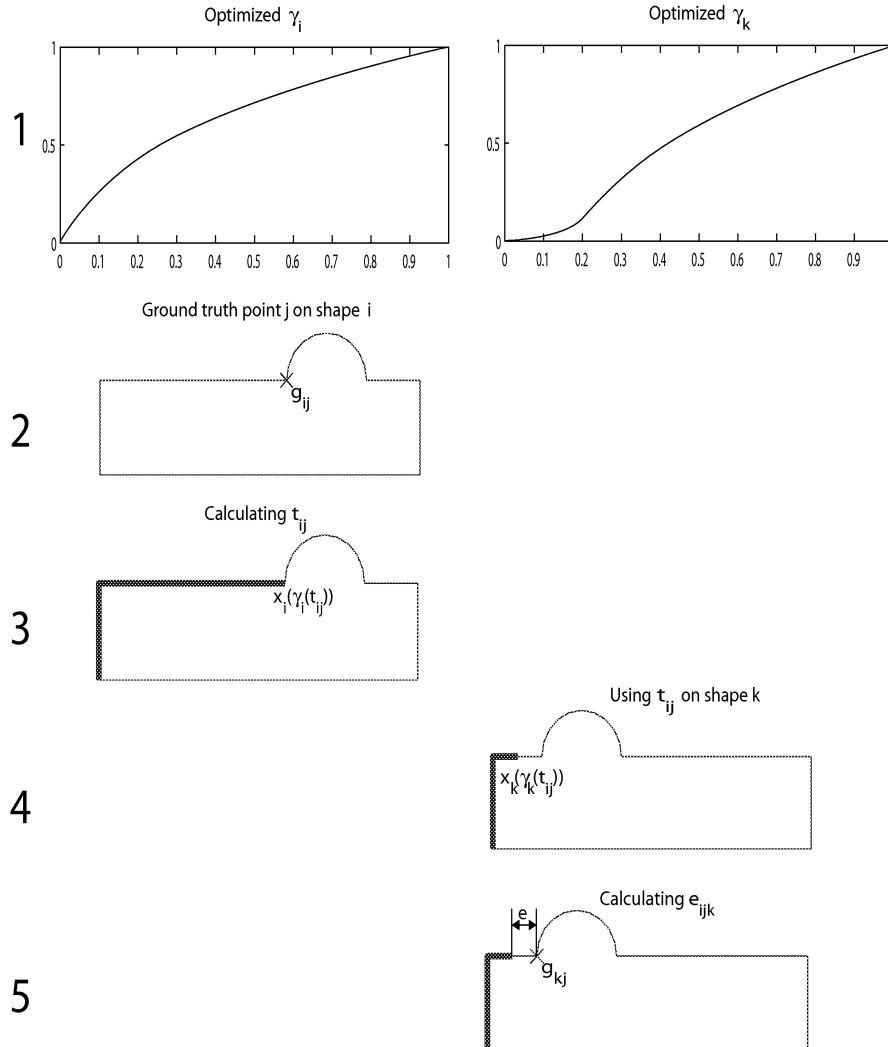 Optimized γi
Optimized γk
1
1
0.5
0
0 0.1 0.2 0.3 0.4 0.5 0.6 0.7 0.8 0.9 1
1
0.5
0
0 0.1 0.2 0.3 0.4 0.5 0.6 0.7 0.8 0.9
Ground truth point j on shape i
gij
2
Calculating tij
xi(γi(tij))
3
Using tij on shape k
xk(γk(tij))
4
Calculating eijk
e
gkj
5